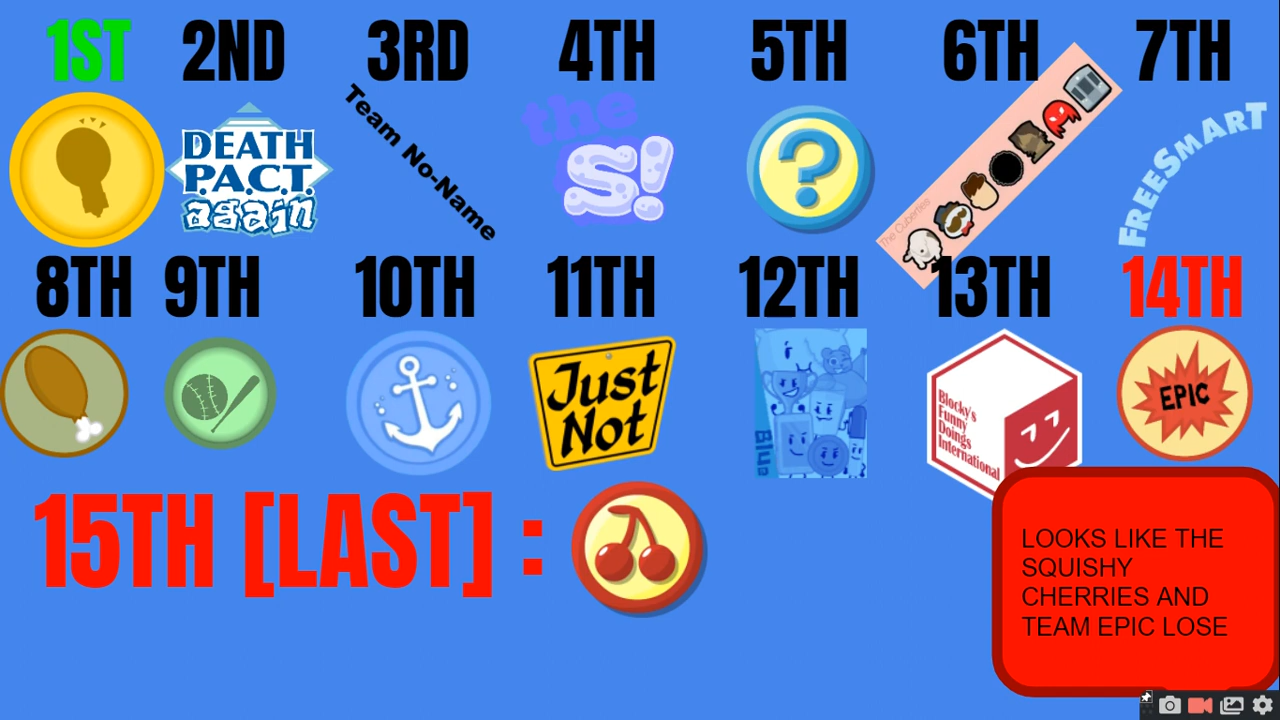 1ST 2ND 3RD 4TH 5TH 6TH 7TH
DEATH
P.A.C.T.
again
Team No-Name
the
S!
?
The Cuberties
FREESMART
8TH 9TH 10TH 11TH 12TH 13TH 14TH
Just
Not
Blue
Blocky's
Funny
Doings
International
EPIC
15TH [LAST] :
LOOKS LIKE THE
SQUISHY
CHERRIES AND
TEAM EPIC LOSE